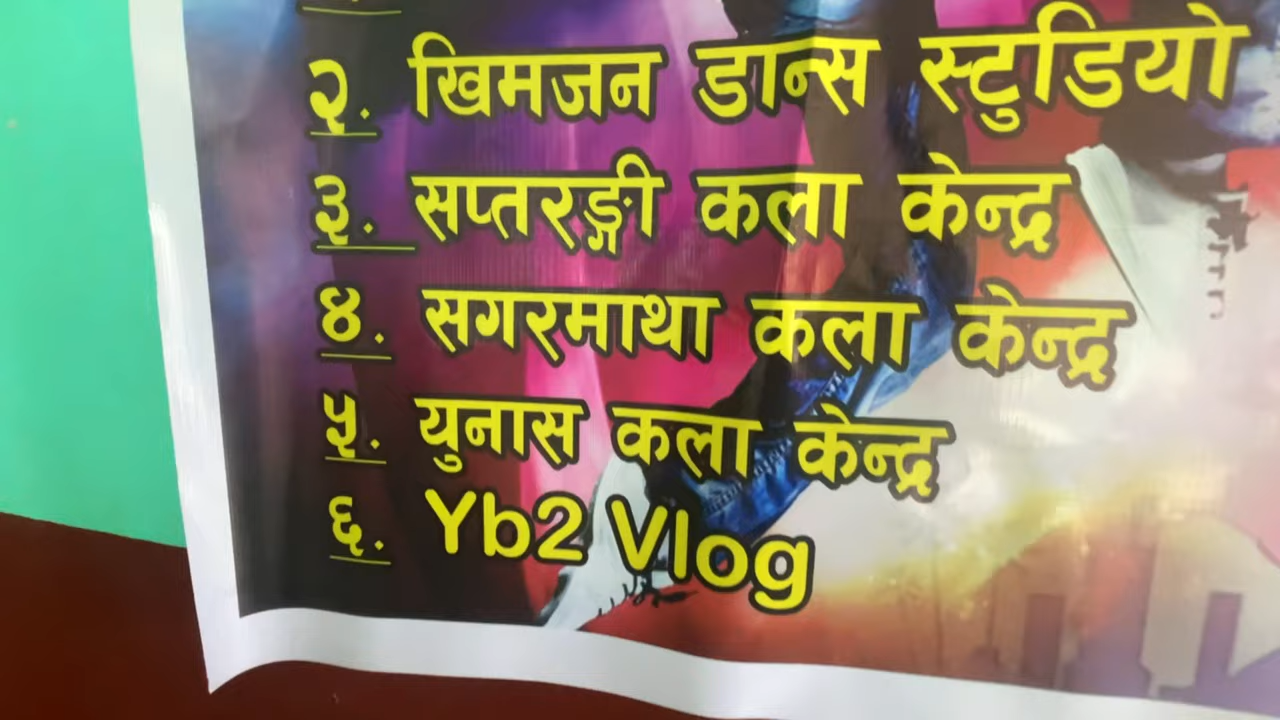 २. खिमजन डान्स स्टुडियो
३. सप्तरङ्गी कला केन्द्र
४. सगरमाथा कला केन्द्र
५. युनास कला केन्द्र
६. Yb2 Vlog